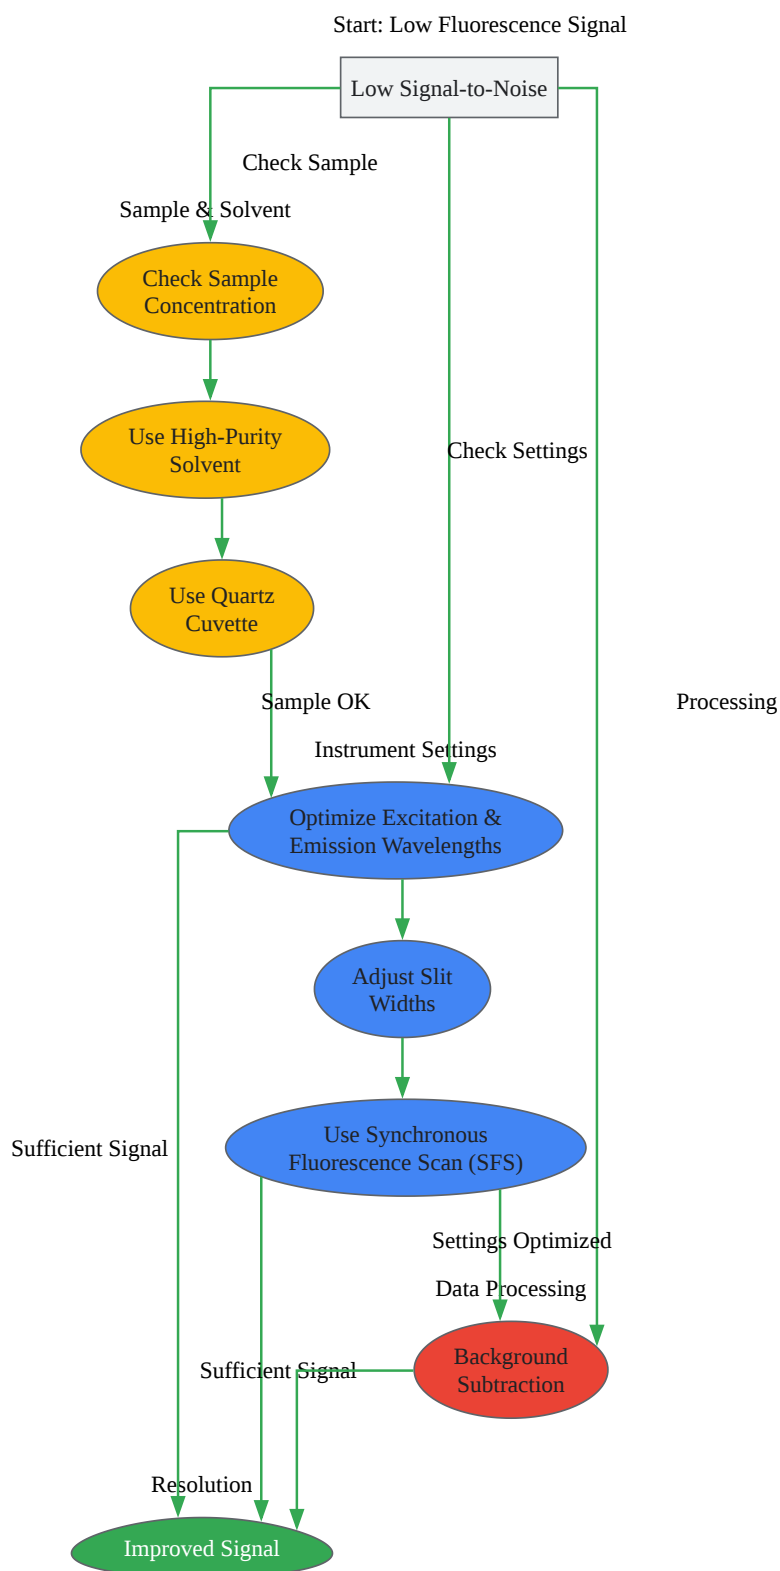 Start: Low Fluorescence Signal
Low Signal-to-Noise
Check Sample
Sample & Solvent
Check Sample
Concentration
Use High-Purity
Solvent
Check Settings
Use Quartz
Cuvette
Sample OK
Processing
Instrument Settings
Optimize Excitation &
Emission Wavelengths
Adjust Slit
Widths
Use Synchronous
Fluorescence Scan (SFS)
Sufficient Signal
Settings Optimized
Data Processing
Background
Subtraction
Sufficient Signal
Resolution
Improved Signal